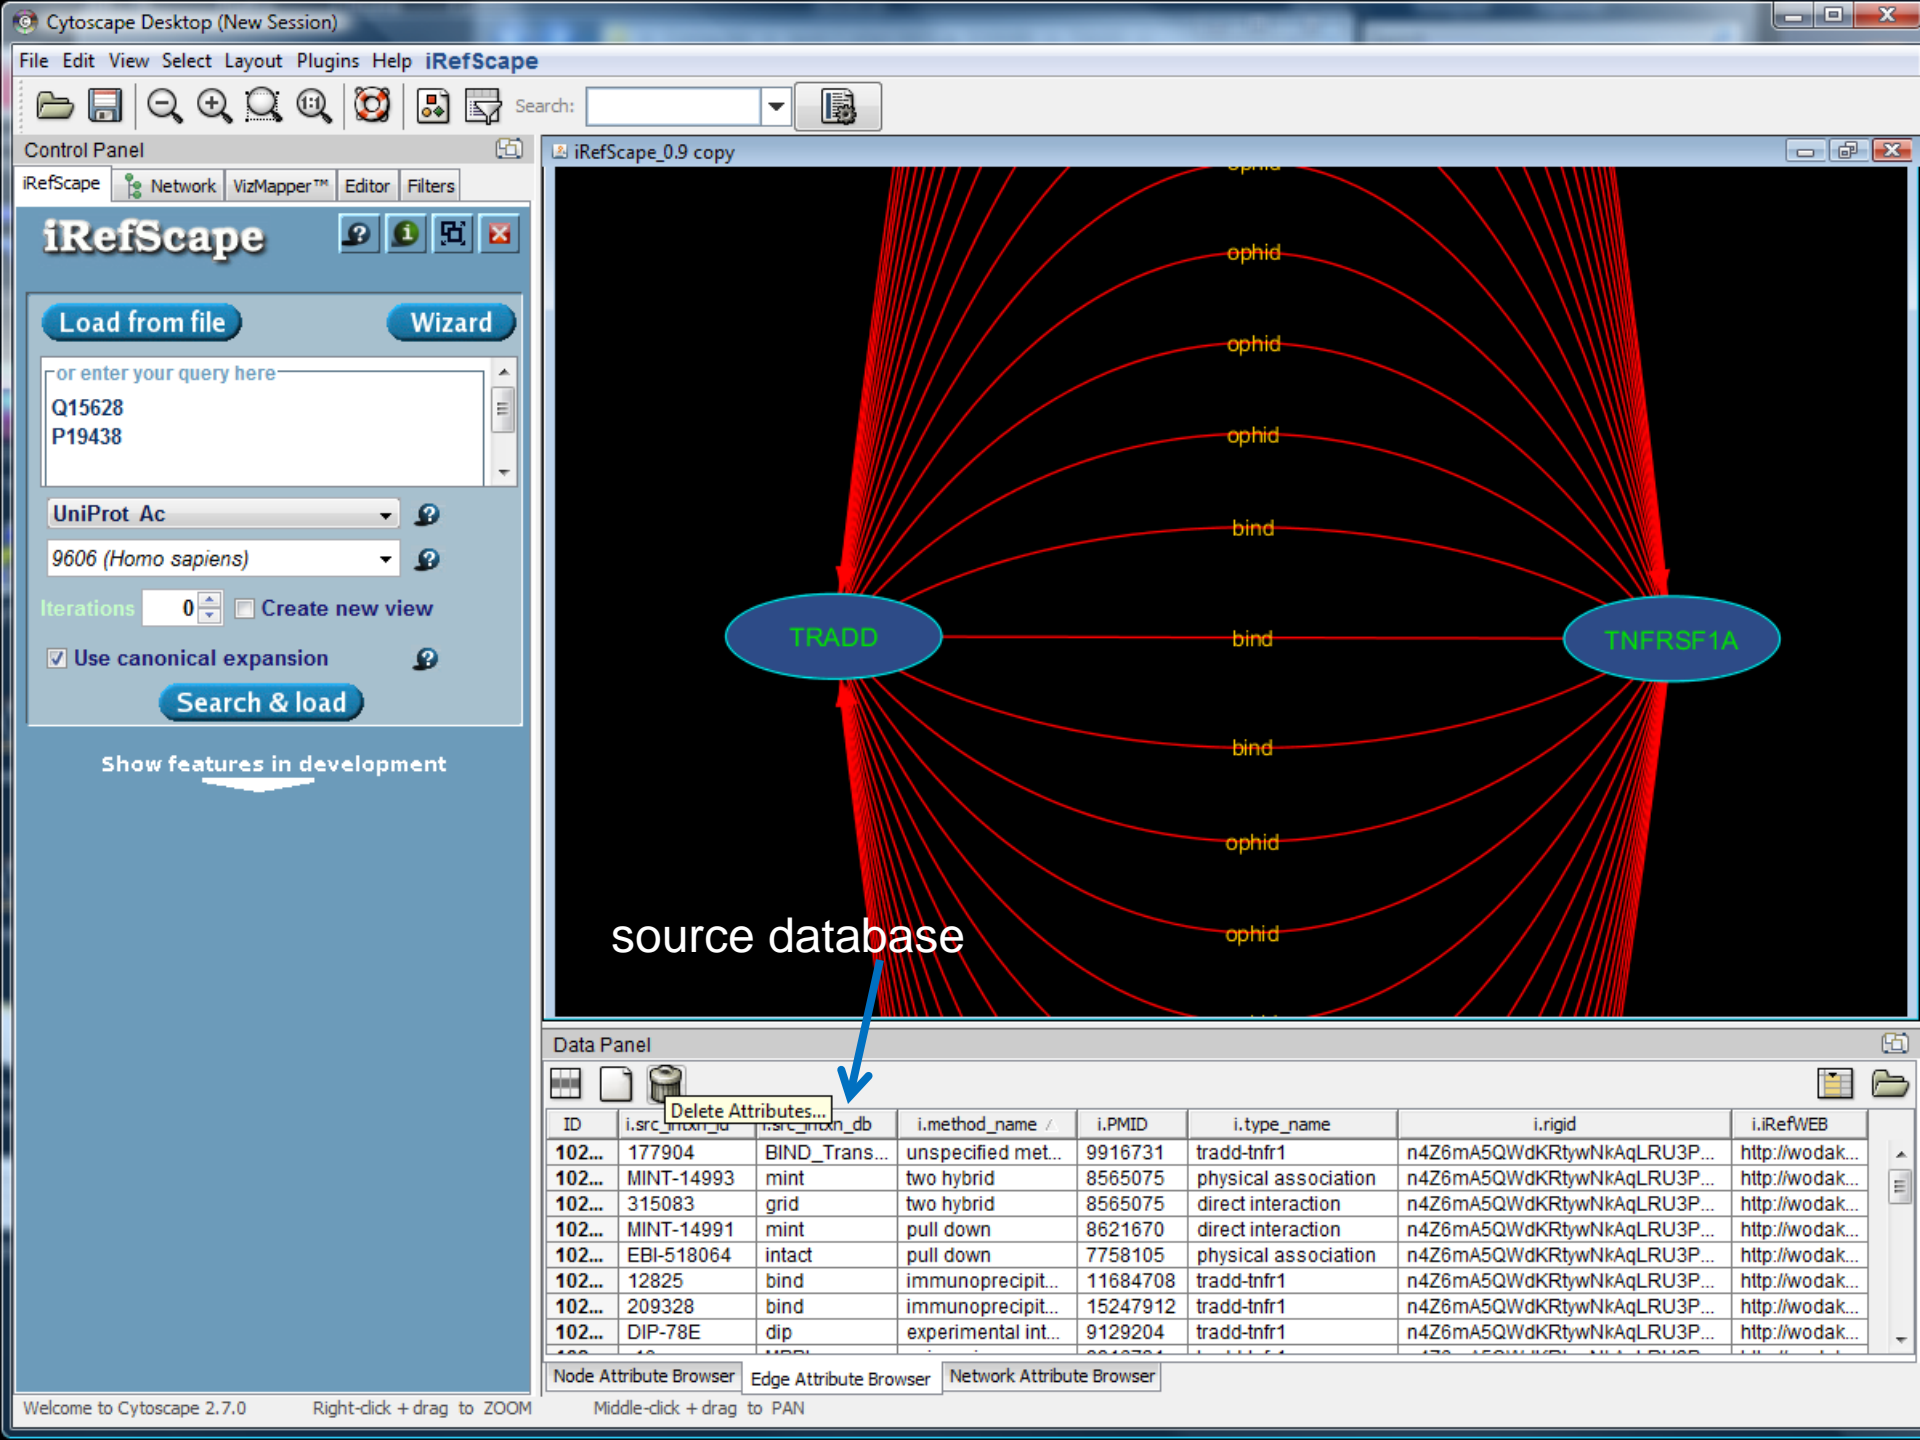 Cytoscape Desktop (New Session)
File Edit View Select Layout Plugins Help iRefScape
Search:
Control Panel
iRefScape Network VizMapper™ Editor Filters
iRefScape
Load from file Wizard
or enter your query here
Q15628
P19438
UniProt Ac
9606 (Homo sapiens)
Iterations 0 Create new view
Use canonical expansion
Search & load
Show features in development
iRefScape_0.9 copy
ophid
ophid
ophid
ophid
bind
TRADD bind TNFRSF1A
bind
ophid
ophid
source database
Data Panel
Delete Attributes...
ID i.src_intxn_id i.src_intxn_db i.method_name i.PMID i.type_name i.rigid i.iRefWEB
102... 177904 BIND_Trans... unspecified met... 9916731 tradd-tnfr1 n4Z6mA5QWdKRtywNkAqLRU3P... http://wodak...
102... MINT-14993 mint two hybrid 8565075 physical association n4Z6mA5QWdKRtywNkAqLRU3P... http://wodak...
102... 315083 grid two hybrid 8565075 direct interaction n4Z6mA5QWdKRtywNkAqLRU3P... http://wodak...
102... MINT-14991 mint pull down 8621670 direct interaction n4Z6mA5QWdKRtywNkAqLRU3P... http://wodak...
102... EBI-518064 intact pull down 7758105 physical association n4Z6mA5QWdKRtywNkAqLRU3P... http://wodak...
102... 12825 bind immunoprecipit... 11684708 tradd-tnfr1 n4Z6mA5QWdKRtywNkAqLRU3P... http://wodak...
102... 209328 bind immunoprecipit... 15247912 tradd-tnfr1 n4Z6mA5QWdKRtywNkAqLRU3P... http://wodak...
102... DIP-78E dip experimental int... 9129204 tradd-tnfr1 n4Z6mA5QWdKRtywNkAqLRU3P... http://wodak...
Node Attribute Browser Edge Attribute Browser Network Attribute Browser
Welcome to Cytoscape 2.7.0 Right-click + drag to ZOOM Middle-click + drag to PAN